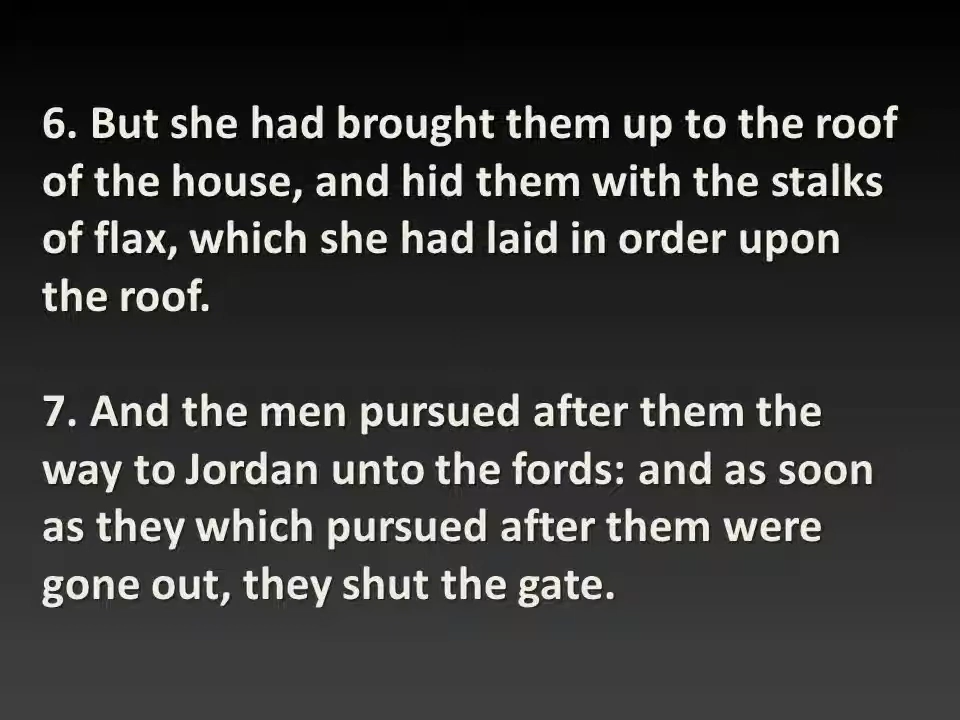 6. But she had brought them up to the roof
of the house, and hid them with the stalks
of flax, which she had laid in order upon
the roof.
7. And the men pursued after them the
way to Jordan unto the fords: and as soon
as they which pursued after them were
gone out, they shut the gate.